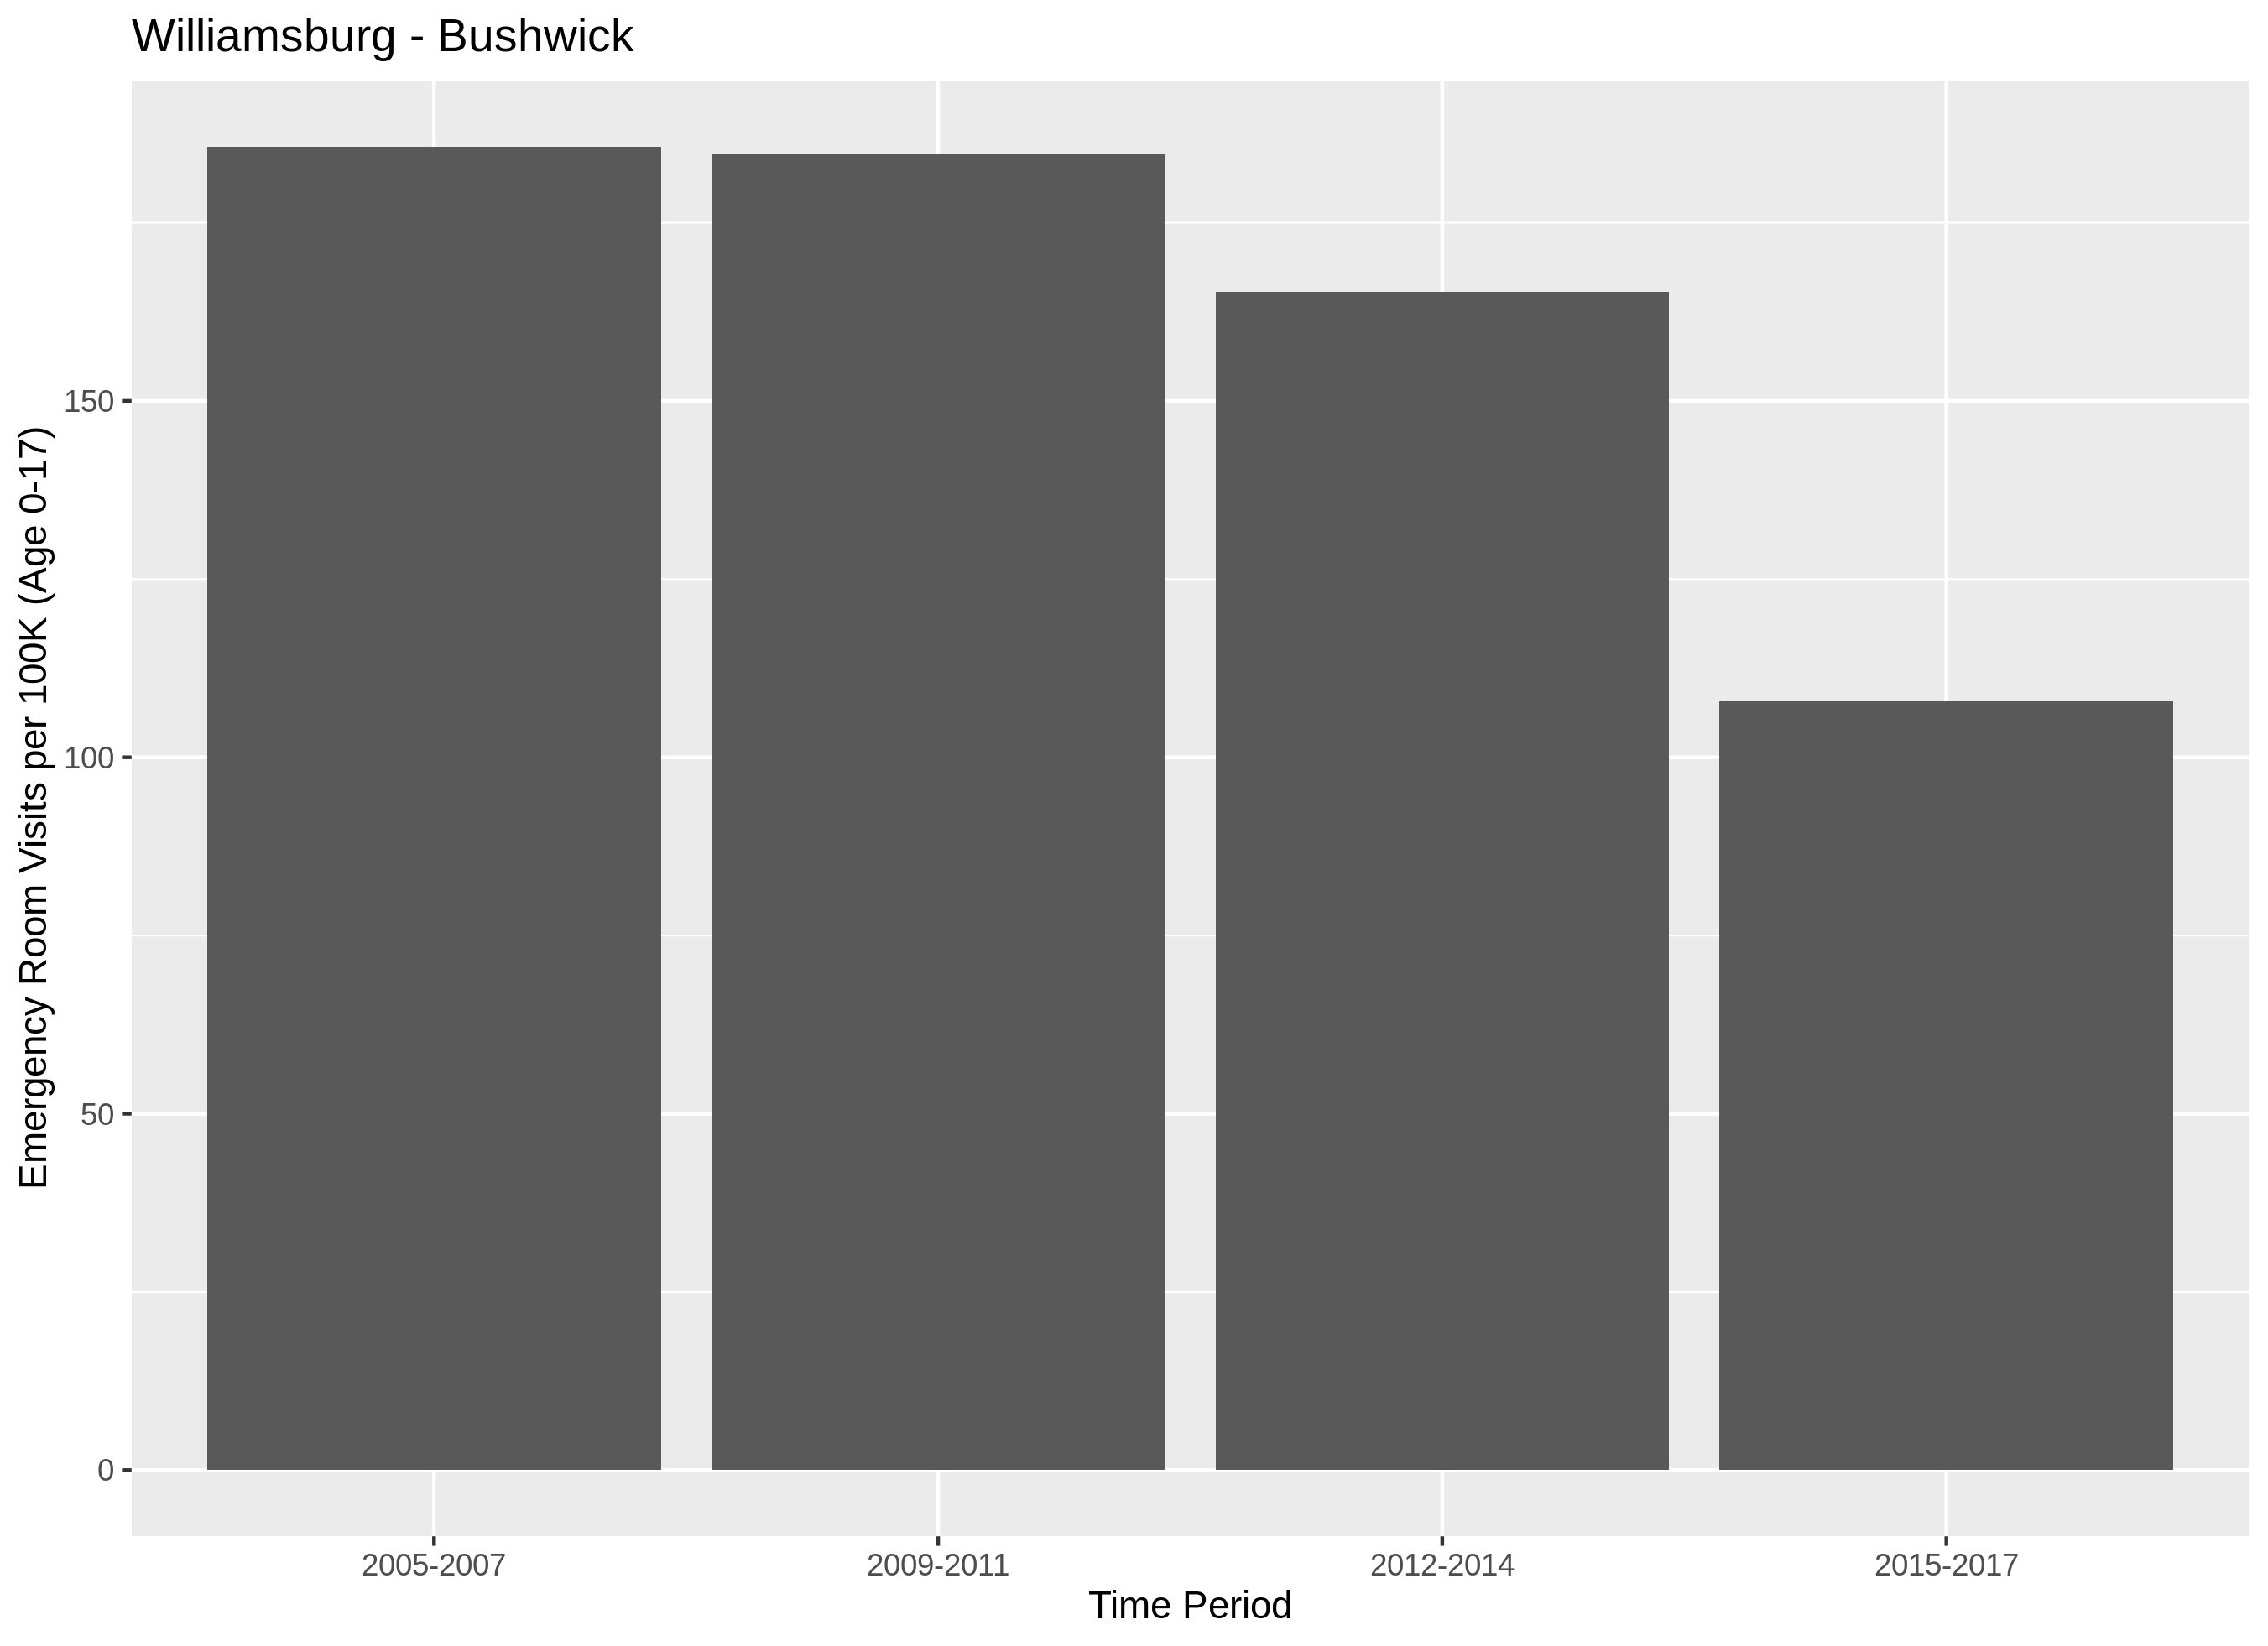 Williamsburg - Bushwick
Emergency Room Visits per 100K (Age 0-17)
150
100
50
0
2005-2007 2009-2011 2012-2014 2015-2017
Time Period